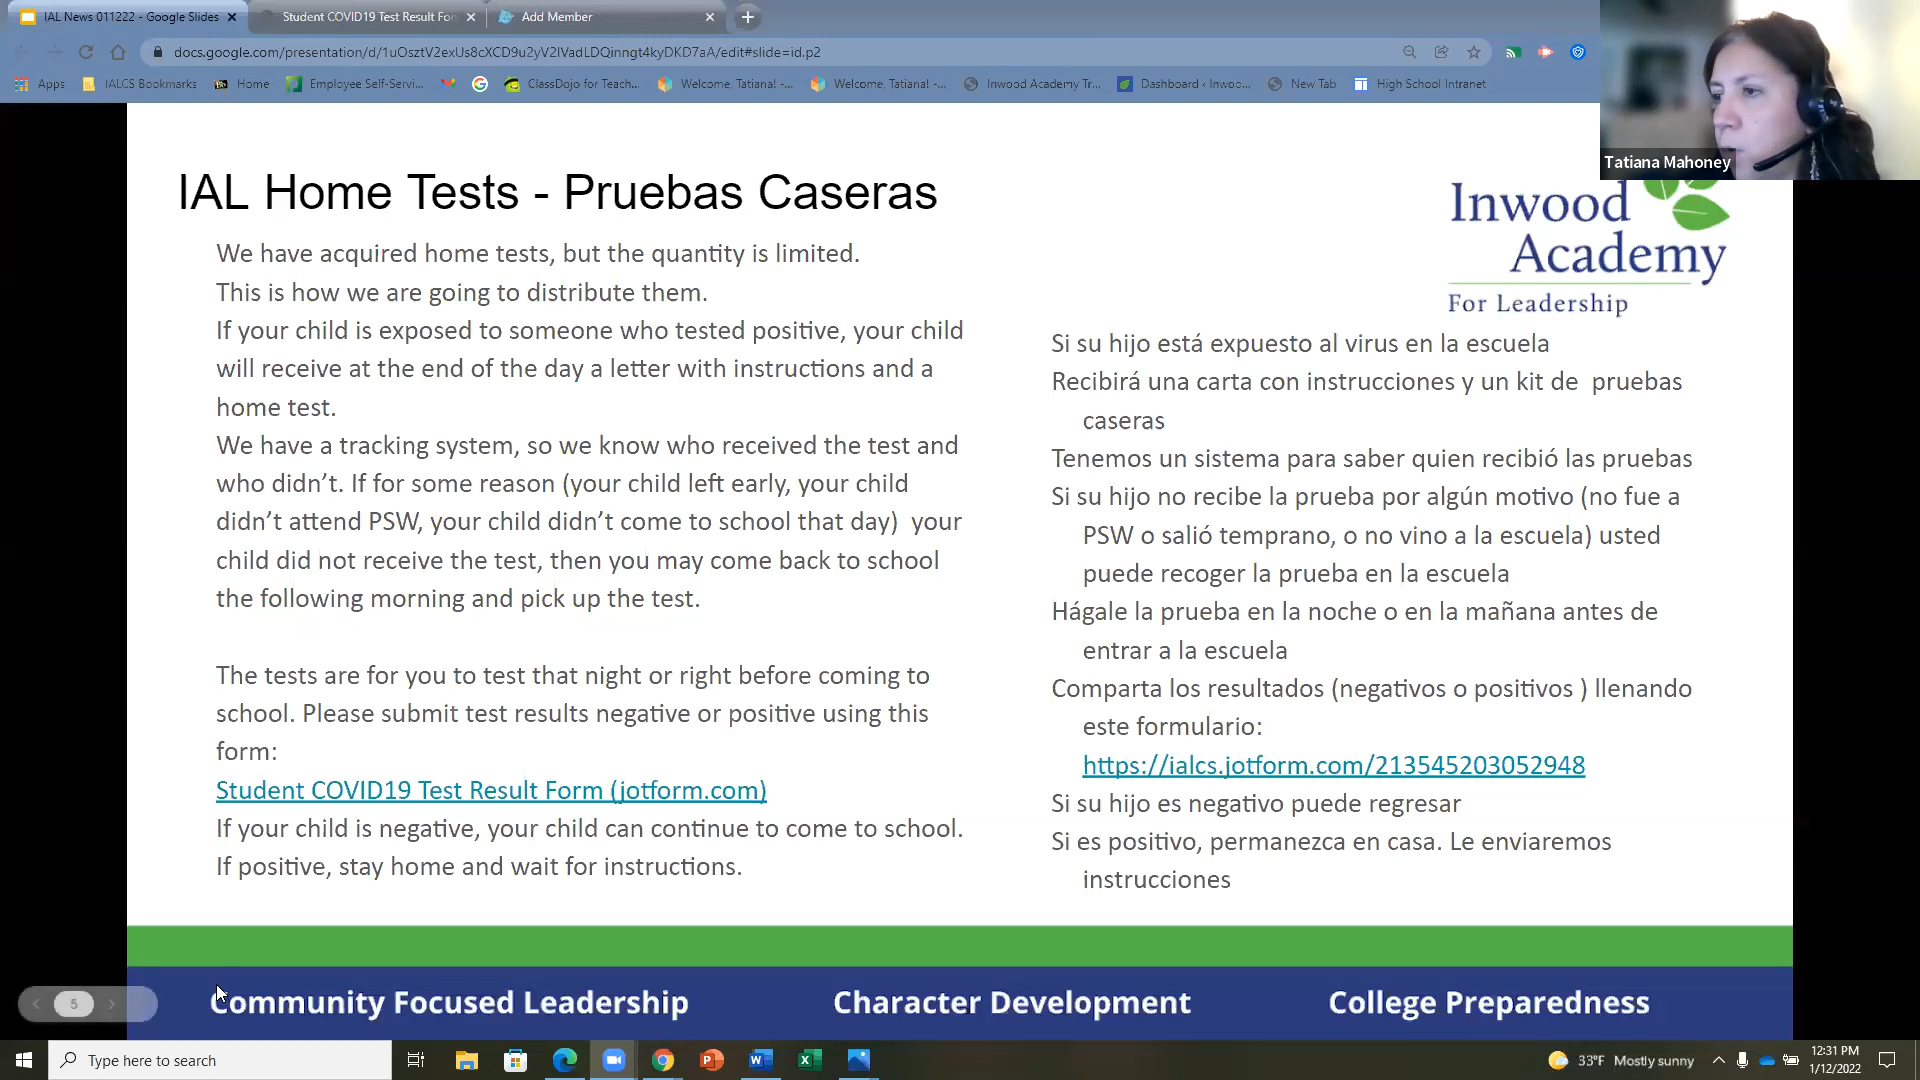 IAL News 011222 - Google Slides
Student COVID19 Test Result Fo
Add Member
docs.google.com/presentation/d/1uOsztV2exUs8cXCD9u2yV2lVadLDQinngt4kyDKD7aA/edit#slide=id.p2
Apps IALCS Bookmarks Home Employee Self-Servi... ClassDojo for Teach... Welcome, Tatiana! -... Welcome, Tatiana! -... Inwood Academy Tr... Dashboard ‹ Inwoo... New Tab High School Intranet
Tatiana Mahoney
IAL Home Tests - Pruebas Caseras
Inwood
Academy
For Leadership
We have acquired home tests, but the quantity is limited.
This is how we are going to distribute them.
If your child is exposed to someone who tested positive, your child
will receive at the end of the day a letter with instructions and a
home test.
We have a tracking system, so we know who received the test and
who didn’t. If for some reason (your child left early, your child
didn’t attend PSW, your child didn’t come to school that day)  your
child did not receive the test, then you may come back to school
the following morning and pick up the test.
The tests are for you to test that night or right before coming to
school. Please submit test results negative or positive using this
form:
Student COVID19 Test Result Form (jotform.com)
If your child is negative, your child can continue to come to school.
If positive, stay home and wait for instructions.
Si su hijo está expuesto al virus en la escuela
Recibirá una carta con instrucciones y un kit de  pruebas
caseras
Tenemos un sistema para saber quien recibió las pruebas
Si su hijo no recibe la prueba por algún motivo (no fue a
PSW o salió temprano, o no vino a la escuela) usted
puede recoger la prueba en la escuela
Hágale la prueba en la noche o en la mañana antes de
entrar a la escuela
Comparta los resultados (negativos o positivos ) llenando
este formulario:
https://ialcs.jotform.com/213545203052948
Si su hijo es negativo puede regresar
Si es positivo, permanezca en casa. Le enviaremos
instrucciones
5
Community Focused Leadership Character Development College Preparedness
Type here to search
33°F Mostly sunny
12:31 PM
1/12/2022